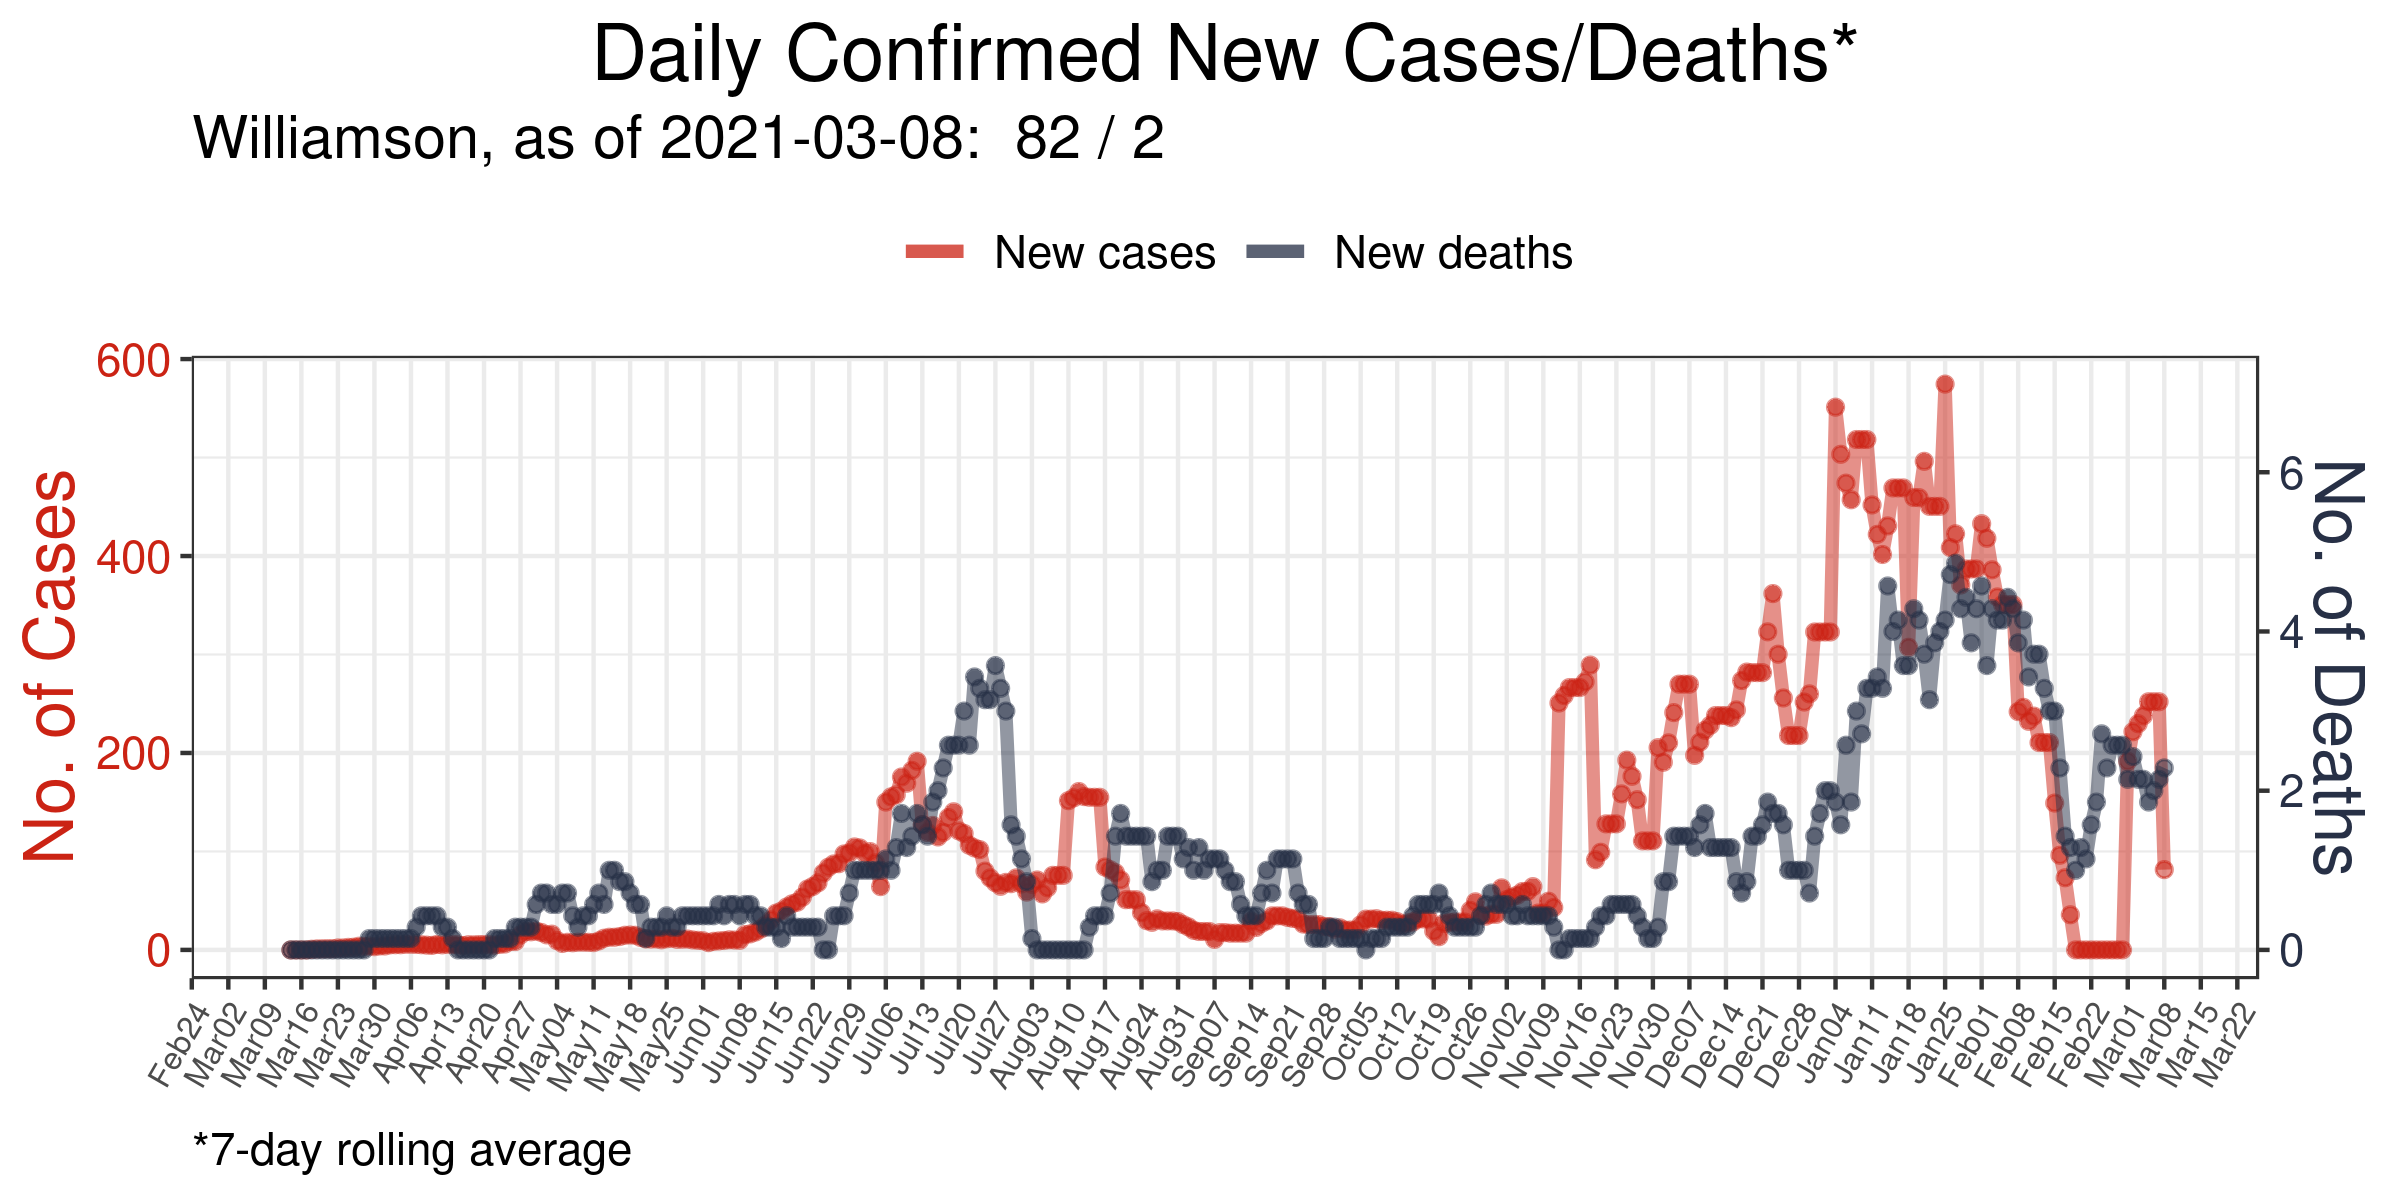 Daily Confirmed New Cases/Deaths*
Williamson, as of 2021-03-08:  82 / 2
New cases
New deaths
No. of Cases
600
400
200
0
No. of Deaths
6
4
2
0
Feb24
Mar02
Mar09
Mar16
Mar23
Mar30
Apr06
Apr13
Apr20
Apr27
May04
May11
May18
May25
Jun01
Jun08
Jun15
Jun22
Jun29
Jul06
Jul13
Jul20
Jul27
Aug03
Aug10
Aug17
Aug24
Aug31
Sep07
Sep14
Sep21
Sep28
Oct05
Oct12
Oct19
Oct26
Nov02
Nov09
Nov16
Nov23
Nov30
Dec07
Dec14
Dec21
Dec28
Jan04
Jan11
Jan18
Jan25
Feb01
Feb08
Feb15
Feb22
Mar01
Mar08
Mar15
Mar22
*7-day rolling average